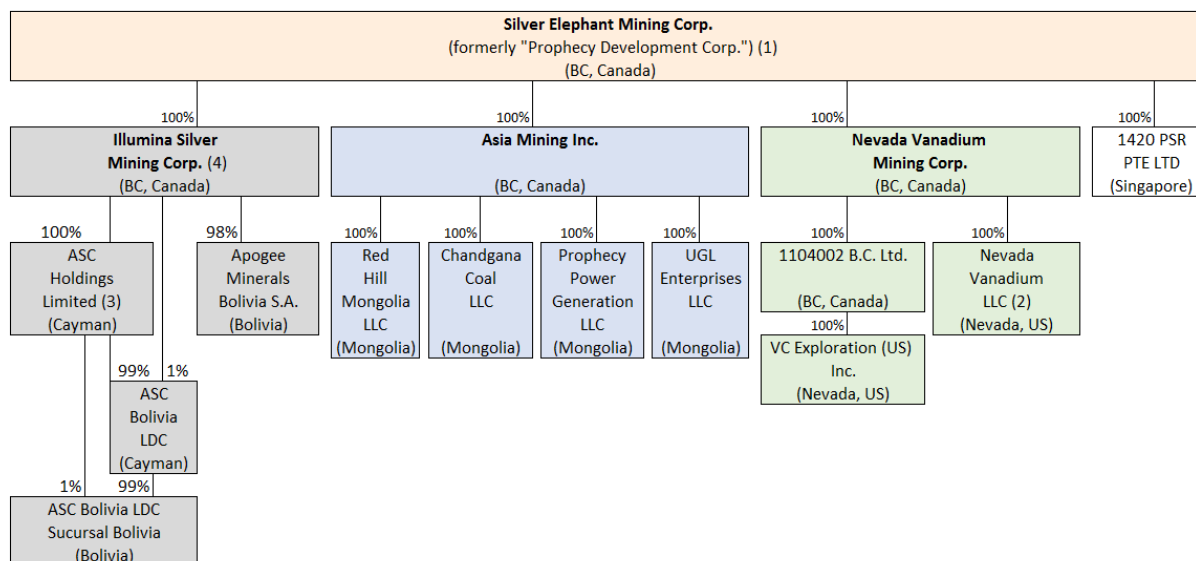 Silver Elephant Mining Corp.
(formerly "Prophecy Development Corp.") (1)
(BC, Canada)
100%
100%
100%
100%
Illumina Silver
Mining Corp. (4)
(BC, Canada)
Asia Mining Inc.
(BC, Canada)
Nevada Vanadium
Mining Corp.
(BC, Canada)
1420 PSR
PTE LTD
(Singapore)
100%
98%
100%
100%
100%
100%
100%
100%
ASC
Holdings
Limited (3)
(Cayman)
Apogee
Minerals
Bolivia S.A.
(Bolivia)
Red
Hill
Mongolia
LLC
(Mongolia)
Chandgana
Coal
LLC
(Mongolia)
Prophecy
Power
Generation
LLC
(Mongolia)
UGL
Enterprises
LLC
(Mongolia)
1104002 B.C. Ltd.
(BC, Canada)
Nevada
Vanadium
LLC (2)
(Nevada, US)
100%
VC Exploration (US)
Inc.
(Nevada, US)
99%
1%
ASC
Bolivia
LDC
(Cayman)
1%
99%
ASC Bolivia LDC
Sucursal Bolivia
(Bolivia)